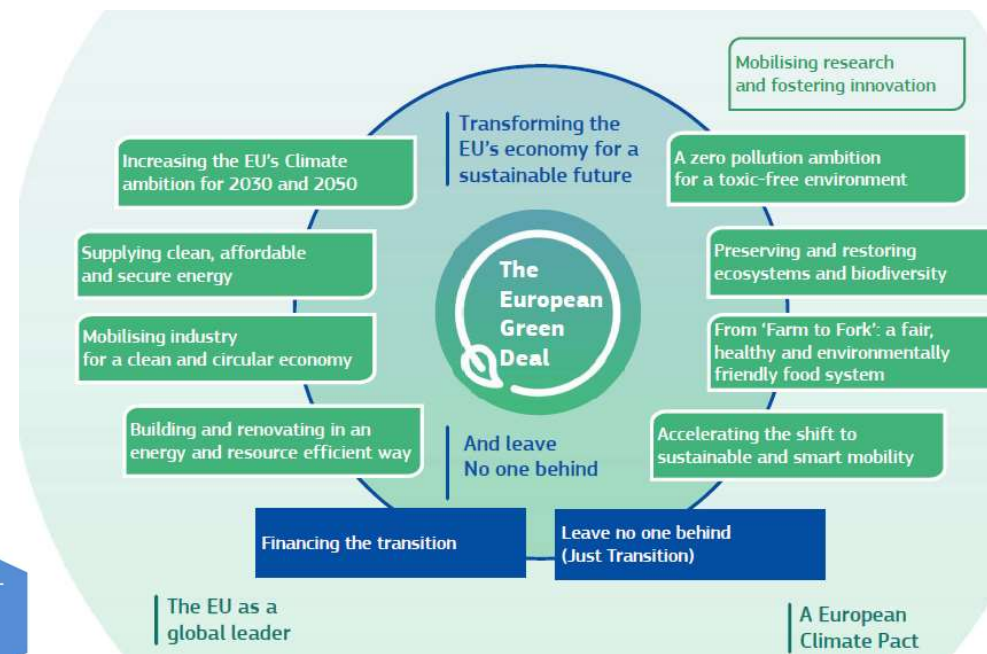 Mobilising research
and fostering innovation
Transforming the
EU's economy for a
sustainable future
Increasing the EU's Climate
ambition for 2030 and 2050
A zero pollution ambition
for a toxic-free environment
Supplying clean, affordable
and secure energy
Preserving and restoring
ecosystems and biodiversity
The
European
Green
Deal
Mobilising industry
for a clean and circular economy
From ‘Farm to Fork’: a fair,
healthy and environmentally
friendly food system
Building and renovating in an
energy and resource efficient way
And leave
No one behind
Accelerating the shift to
sustainable and smart mobility
Financing the transition
Leave no one behind
(Just Transition)
The EU as a
global leader
A European
Climate Pact